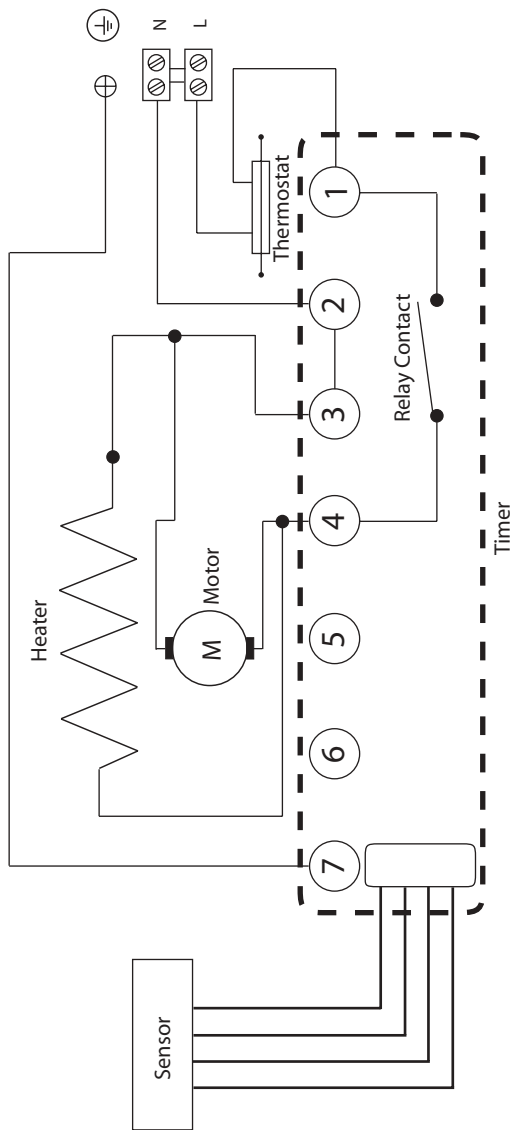 Sensor
Heater
M
Motor
Thermostat
N
L
7
6
5
4
3
2
1
Relay Contact
Timer